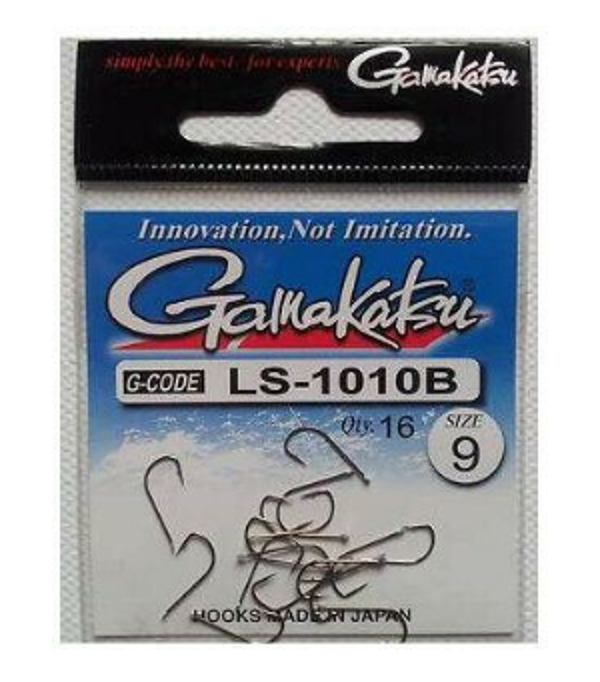 simply the best - for experts Gamakatsu
Innovation, Not Imitation.
Gamakatsu®
G-CODE LS-1010B
Qty. 16 SIZE
9
HOOKS MADE IN JAPAN